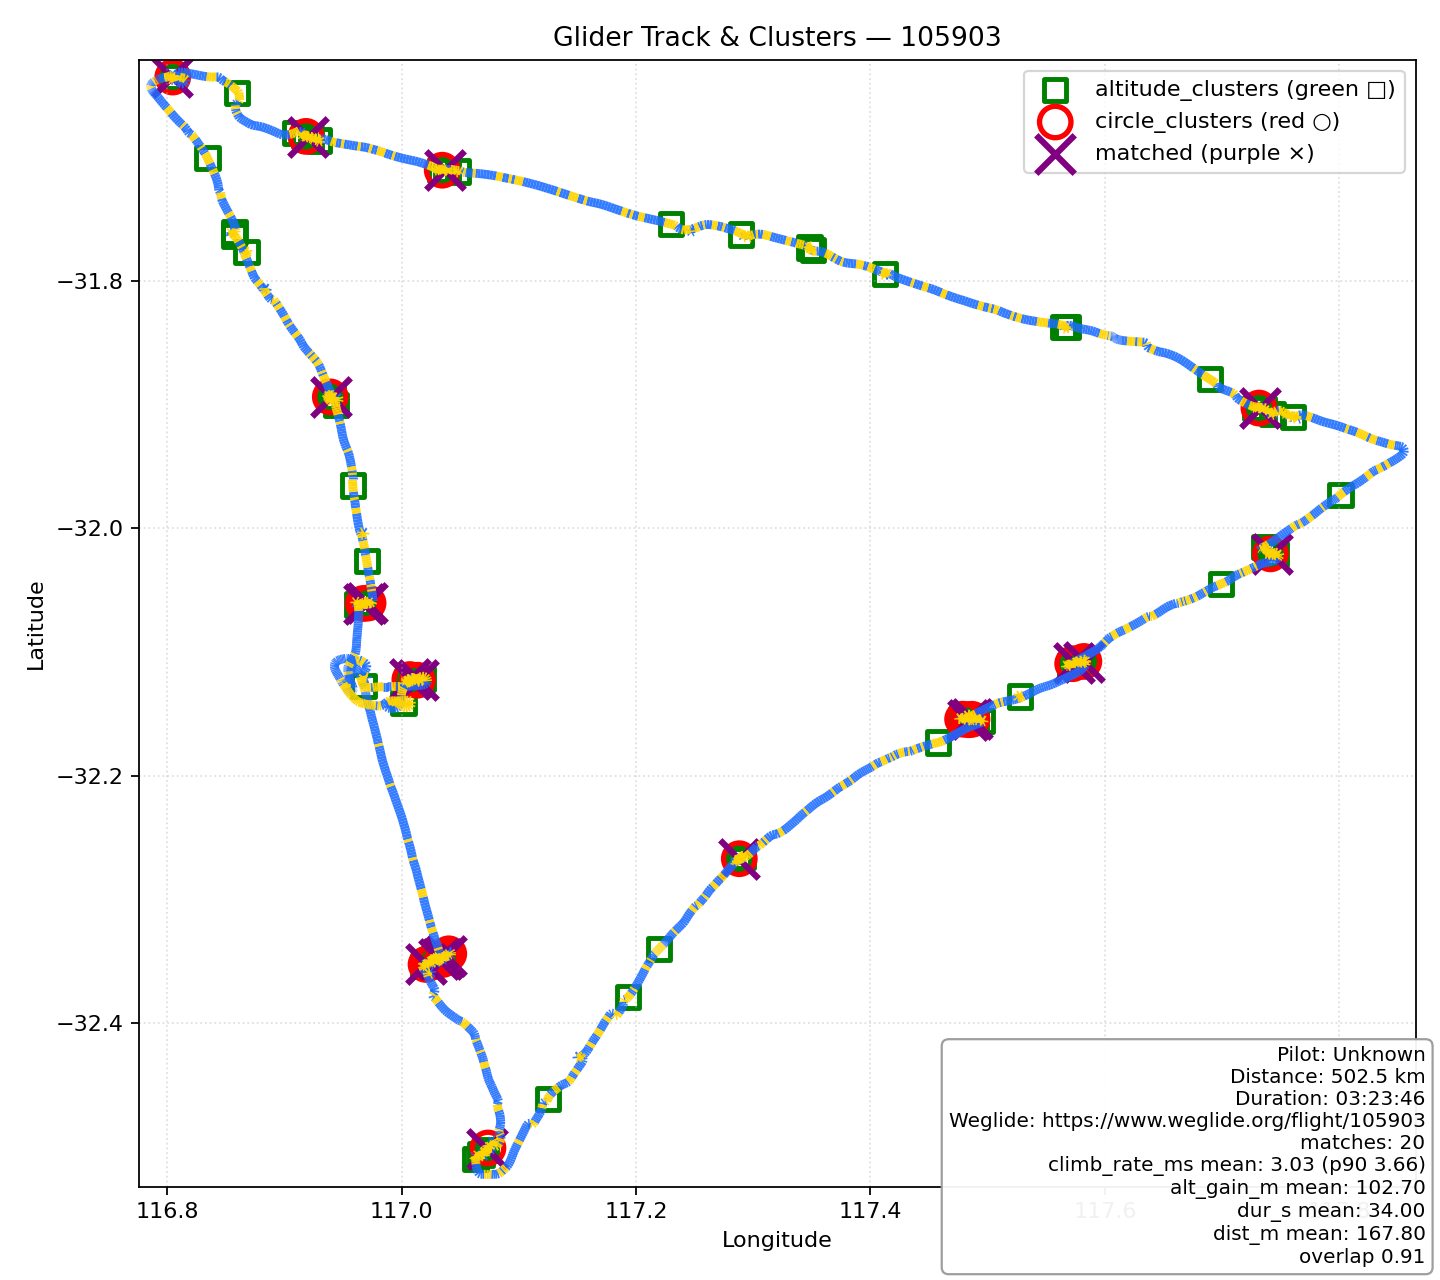 Glider Track & Clusters — 105903
altitude_clusters (green □)
circle_clusters (red ○)
matched (purple ×)
−31.8
−32.0
−32.2
−32.4
Latitude
116.8
117.0
117.2
117.4
117.6
Longitude
Pilot: Unknown
Distance: 502.5 km
Duration: 03:23:46
Weglide: https://www.weglide.org/flight/105903
matches: 20
climb_rate_ms mean: 3.03 (p90 3.66)
alt_gain_m mean: 102.70
dur_s mean: 34.00
dist_m mean: 167.80
overlap 0.91